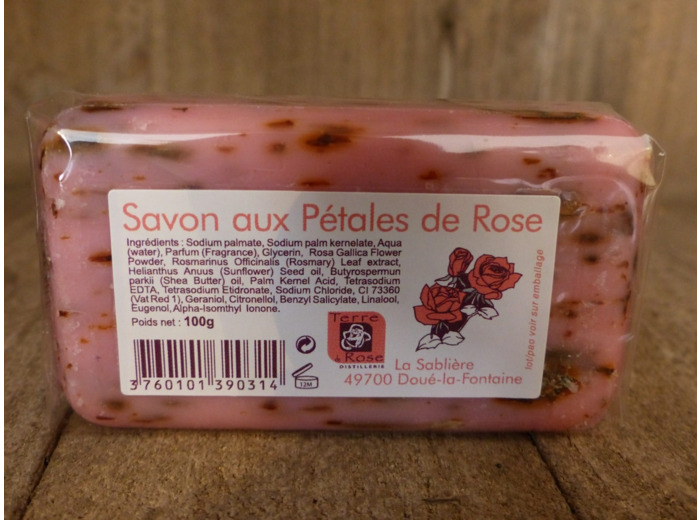 Savon aux Pétales de Rose
Ingrédients : Sodium palmate, Sodium palm kernelate, Aqua
(water), Parfum (Fragrance), Glycerin, Rosa Gallica Flower
Powder, Rosmarinus Officinalis (Rosmary) Leaf extract,
Helianthus Anuus (Sunflower) Seed oil, Butyrospemun
parkii (Shea Butter) oil, Palm Kernel Acid, Tetrasodium
EDTA, Tetrasodium Etidronate, Sodium Chloride, CI 73360
(Vat Red 1), Geraniol, Citronellol, Benzyl Salicylate, Linalool,
Eugenol, Alpha-Isomthyl Ionone.
Poids net : 100g
3 760101 390314
12M
Terre
de Rose
DISTILLERIE
La Sablière
49700 Doué-la-Fontaine
lot/peo voir sur emballage